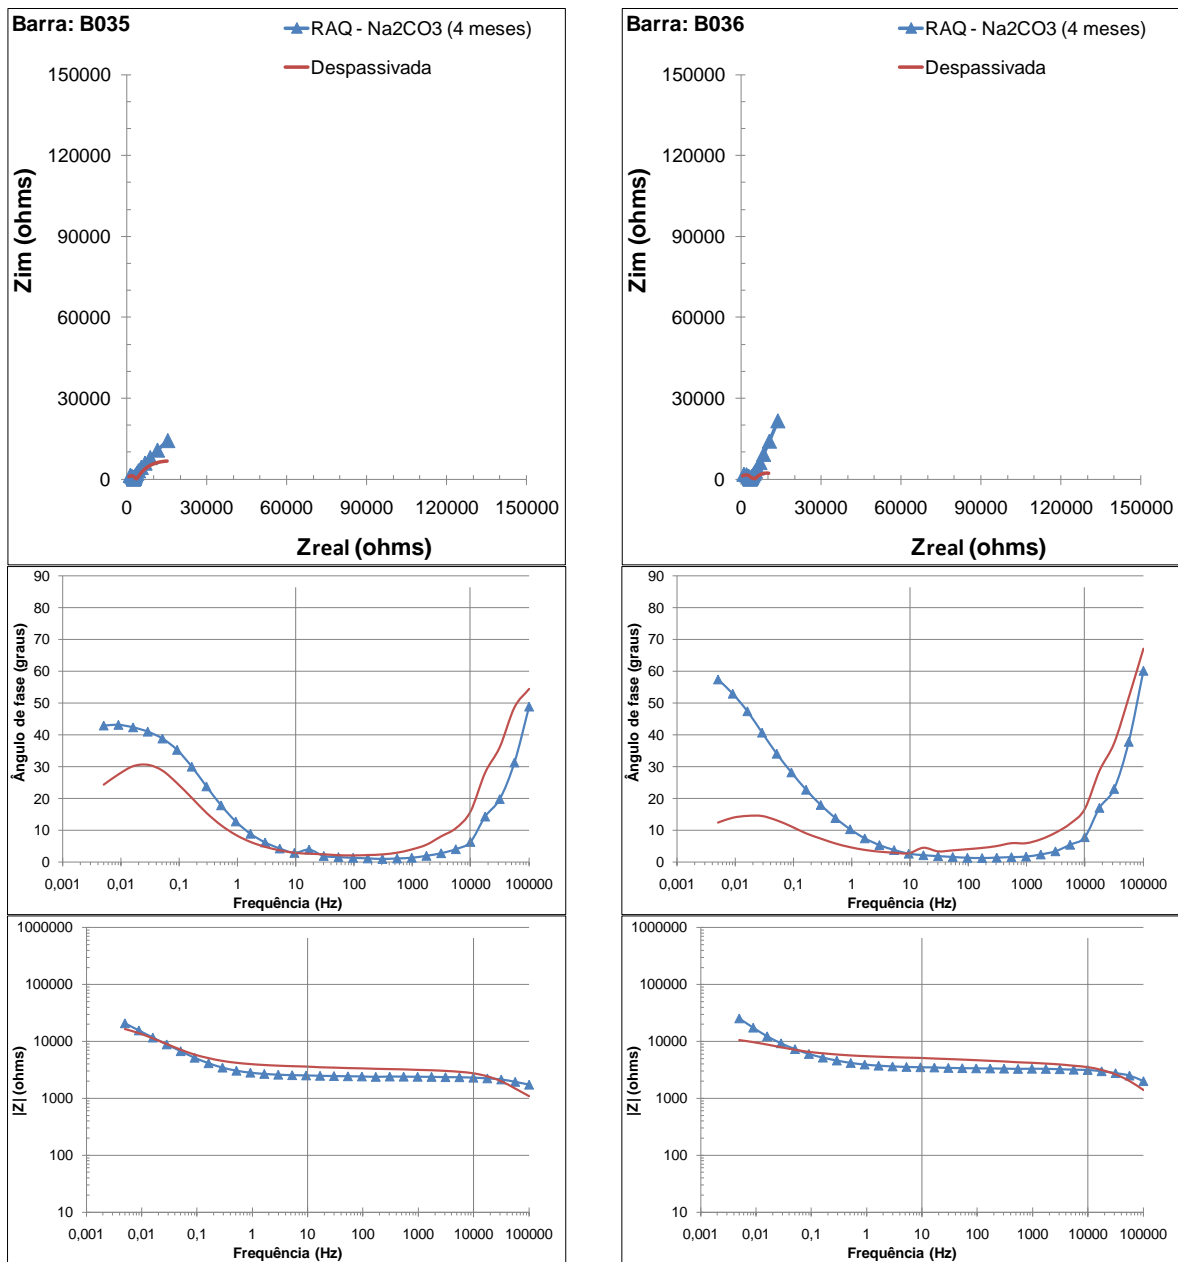 Barra: B035
RAQ - Na2CO3 (4 meses)
Despassivada
150000
120000
90000
60000
30000
0
Zim (ohms)
0 30000 60000 90000 120000 150000
Zreal (ohms)
Barra: B036
RAQ - Na2CO3 (4 meses)
Despassivada
150000
120000
90000
60000
30000
0
Zim (ohms)
0 30000 60000 90000 120000 150000
Zreal (ohms)
90
80
70
60
50
40
30
20
10
0
Ângulo de fase (graus)
0,001 0,01 0,1 1 10 100 1000 10000 100000
Frequência (Hz)
90
80
70
60
50
40
30
20
10
0
Ângulo de fase (graus)
0,001 0,01 0,1 1 10 100 1000 10000 100000
Frequência (Hz)
1000000
100000
10000
1000
100
10
|Z| (ohms)
0,001 0,01 0,1 1 10 100 1000 10000 100000
Frequência (Hz)
1000000
100000
10000
1000
100
10
|Z| (ohms)
0,001 0,01 0,1 1 10 100 1000 10000 100000
Frequência (Hz)